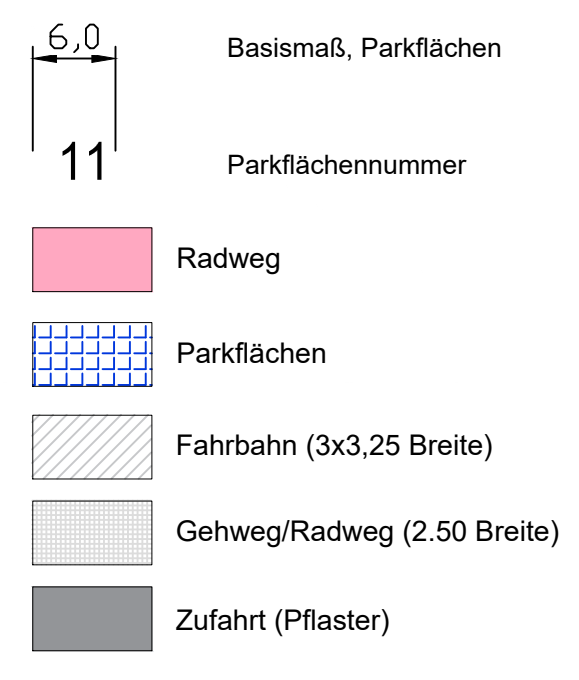 6,0
Basismaß, Parkflächen
11
Parkflächennummer
Radweg
Parkflächen
Fahrbahn (3x3,25 Breite)
Gehweg/Radweg (2.50 Breite)
Zufahrt (Pflaster)